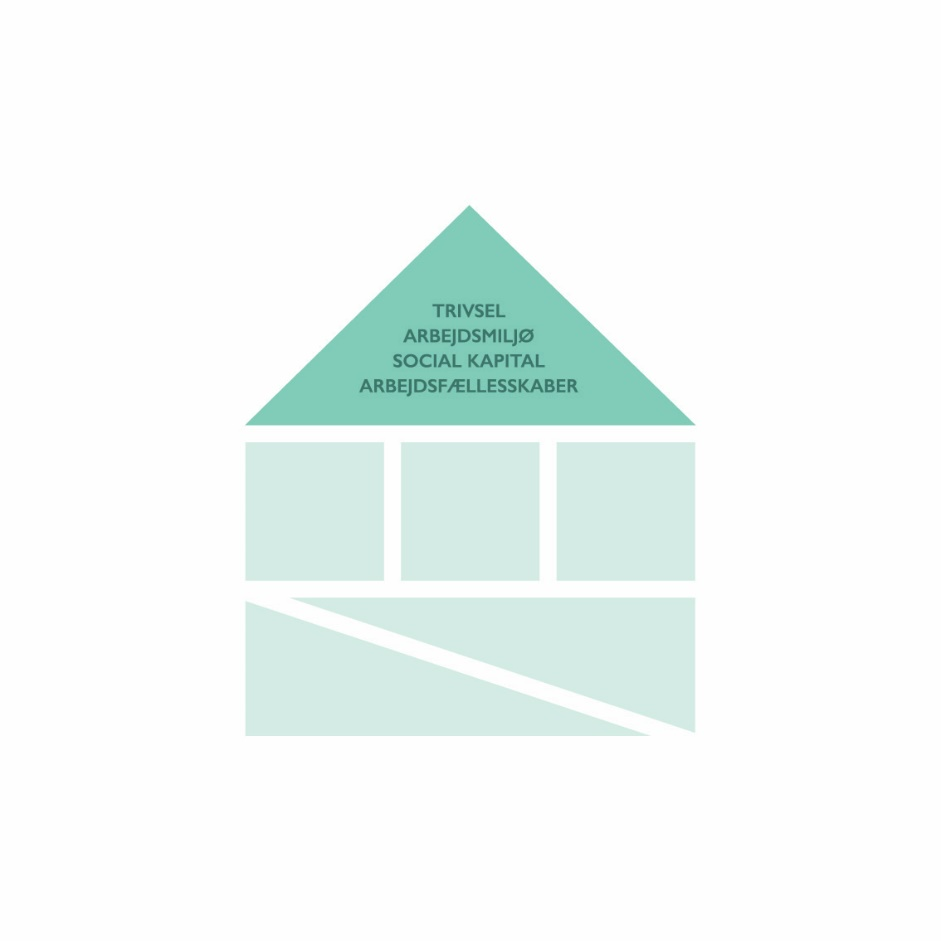 TRIVSEL
ARBEJDSMILJØ
SOCIAL KAPITAL
ARBEJDSFÆLLESSKABER